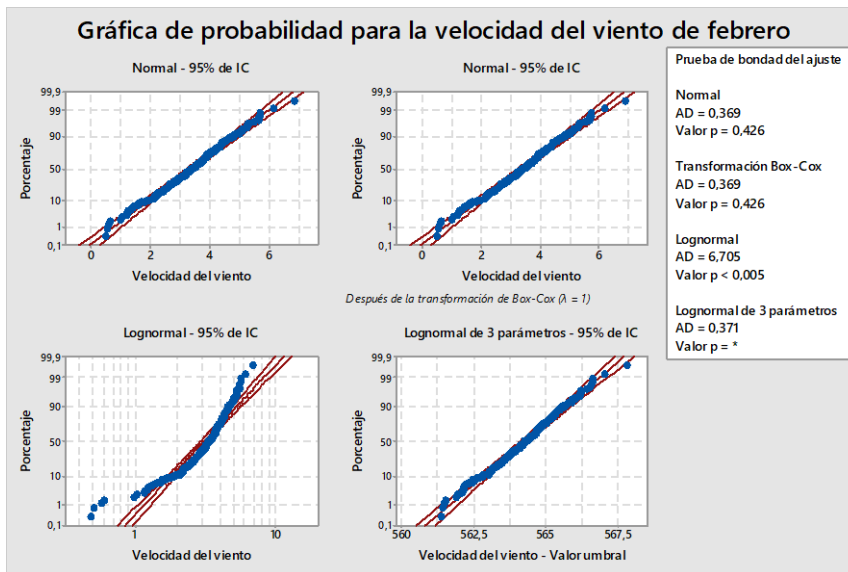 Gráfica de probabilidad para la velocidad del viento de febrero
Normal - 95% de IC
99,9
99
90
50
10
1
0,1
Porcentaje
0 2 4 6
Velocidad del viento
Normal - 95% de IC
99,9
99
90
50
10
1
0,1
Porcentaje
0 2 4 6
Velocidad del viento
Después de la transformación de Box-Cox (λ = 1)
Lognormal - 95% de IC
99,9
99
90
50
10
1
0,1
Porcentaje
1 10
Velocidad del viento
Lognormal de 3 parámetros - 95% de IC
99,9
99
90
50
10
1
0,1
Porcentaje
560 562,5 565 567,5
Velocidad del viento - Valor umbral
Prueba de bondad del ajuste
Normal
AD = 0,369
Valor p = 0,426
Transformación Box-Cox
AD = 0,369
Valor p = 0,426
Lognormal
AD = 6,705
Valor p < 0,005
Lognormal de 3 parámetros
AD = 0,371
Valor p = *